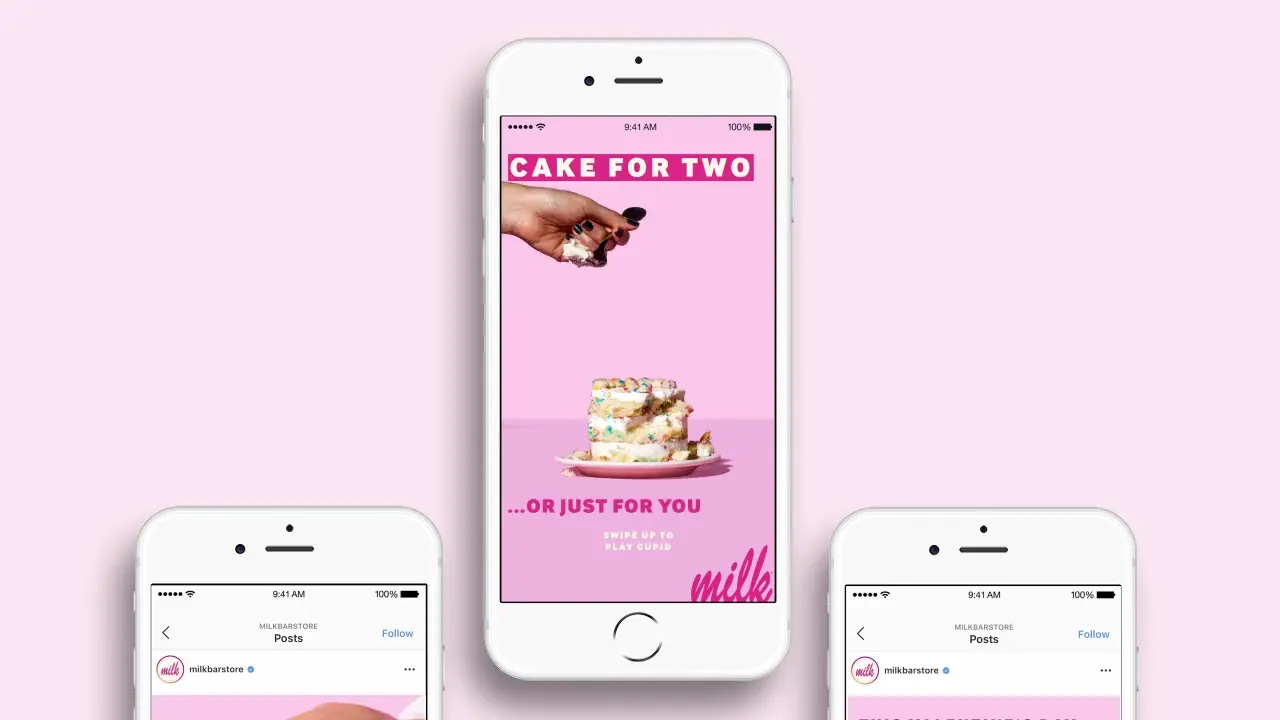 9:41 AM
100%
CAKE FOR TWO
...OR JUST FOR YOU
SWIPE UP TO
PLAY CUPID
milk
9:41 AM
100%
MILKBARSTORE
Posts
Follow
milk
milkbarstore
9:41 AM
100%
MILKBARSTORE
Posts
Follow
milk
milkbarstore